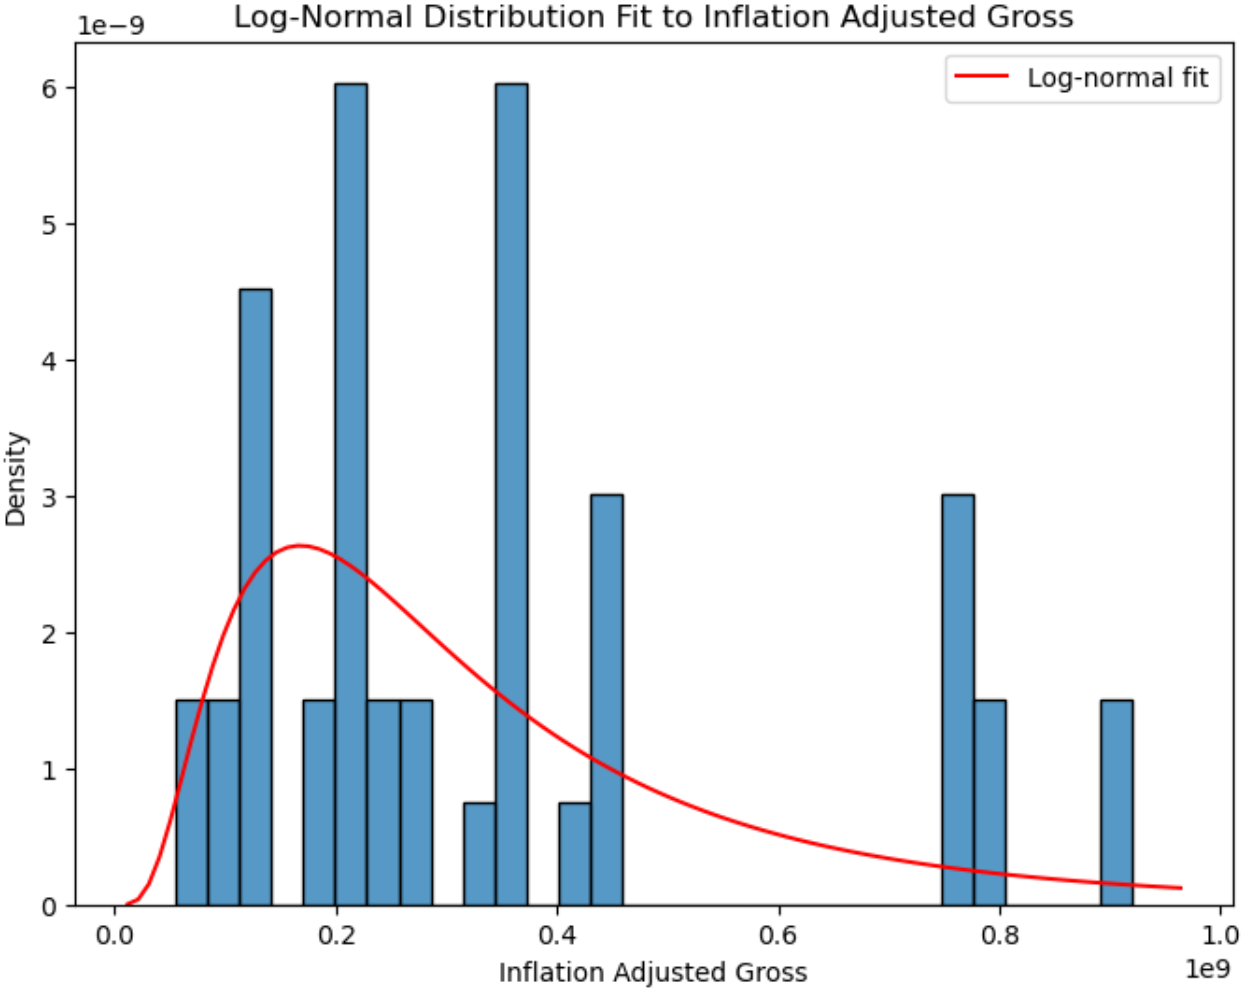 Log-Normal Distribution Fit to Inflation Adjusted Gross
1e−9
Log-normal fit
6
5
4
3
2
1
0
Density
0.0 0.2 0.4 0.6 0.8 1.0
1e9
Inflation Adjusted Gross